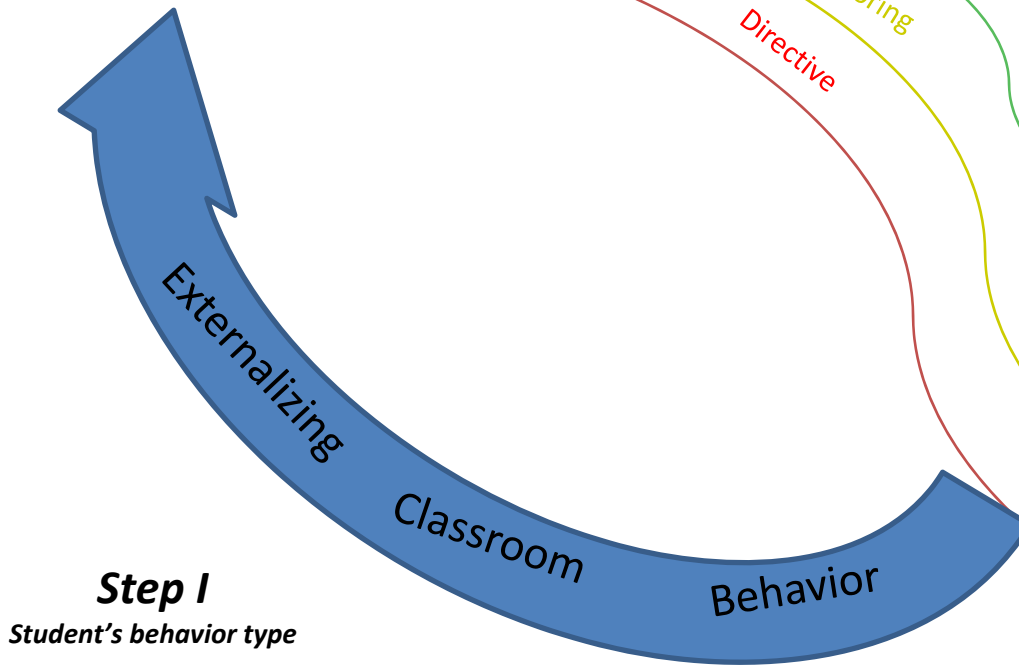 Directive
Externalizing
Classroom
Behavior
Step I
Student's behavior type